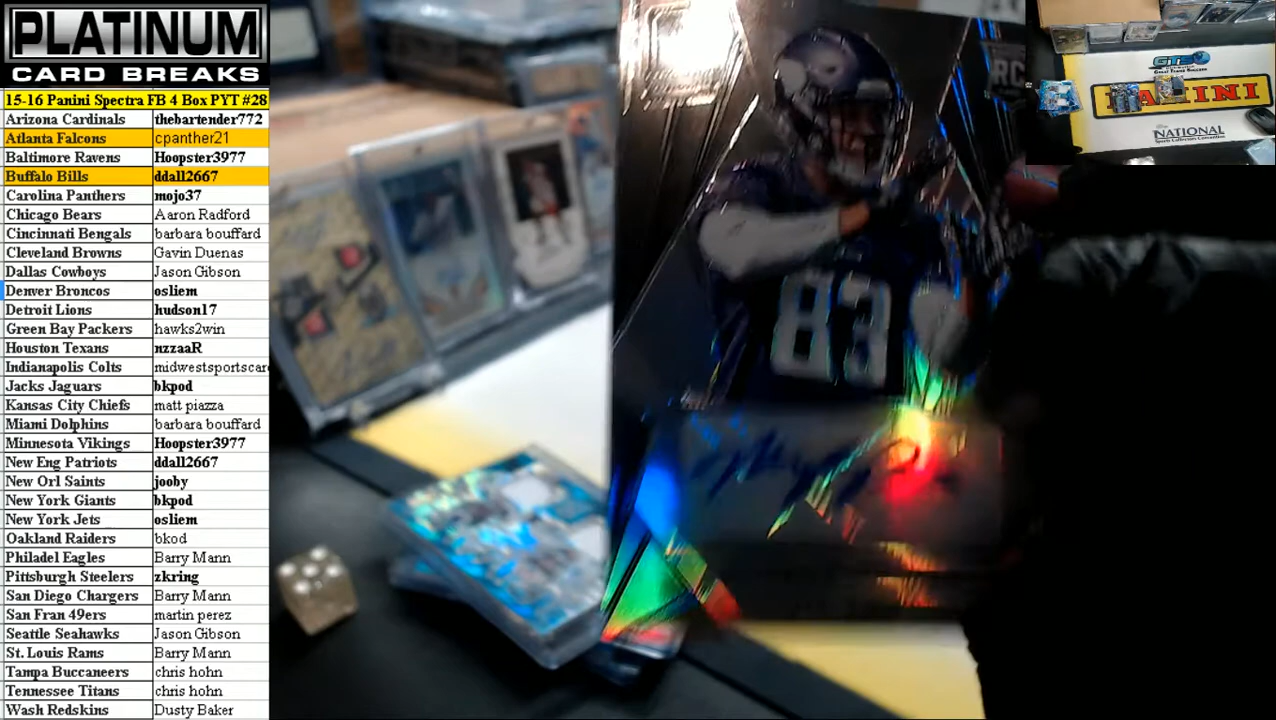 PLATINUM
CARD BREAKS
15-16 Panini Spectra FB 4 Box PYT #28
Arizona Cardinals thebartender772
Atlanta Falcons cpanther21
Baltimore Ravens Hoopster3977
Buffalo Bills ddall2667
Carolina Panthers mojo37
Chicago Bears Aaron Radford
Cincinnati Bengals barbara bouffard
Cleveland Browns Gavin Duenas
Dallas Cowboys Jason Gibson
Denver Broncos osliem
Detroit Lions hudson17
Green Bay Packers hawks2win
Houston Texans nzzaaR
Indianapolis Colts midwestsportscar
Jacks Jaguars bkpod
Kansas City Chiefs matt piazza
Miami Dolphins barbara bouffard
Minnesota Vikings Hoopster3977
New Eng Patriots ddall2667
New Orl Saints jooby
New York Giants bkpod
New York Jets osliem
Oakland Raiders bkod
Philadel Eagles Barry Mann
Pittsburgh Steelers zkring
San Diego Chargers Barry Mann
San Fran 49ers martin perez
Seattle Seahawks Jason Gibson
St. Louis Rams Barry Mann
Tampa Buccaneers chris hohn
Tennessee Titans chris hohn
Wash Redskins Dusty Baker
RC
83
GTS
PANINI
NATIONAL